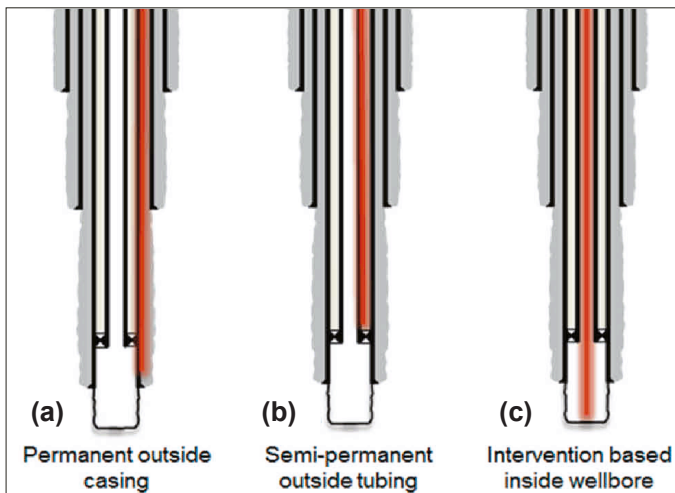 (a)
(b)
(c)
Permanent outside
casing
Semi-permanent
outside tubing
Intervention based
inside wellbore